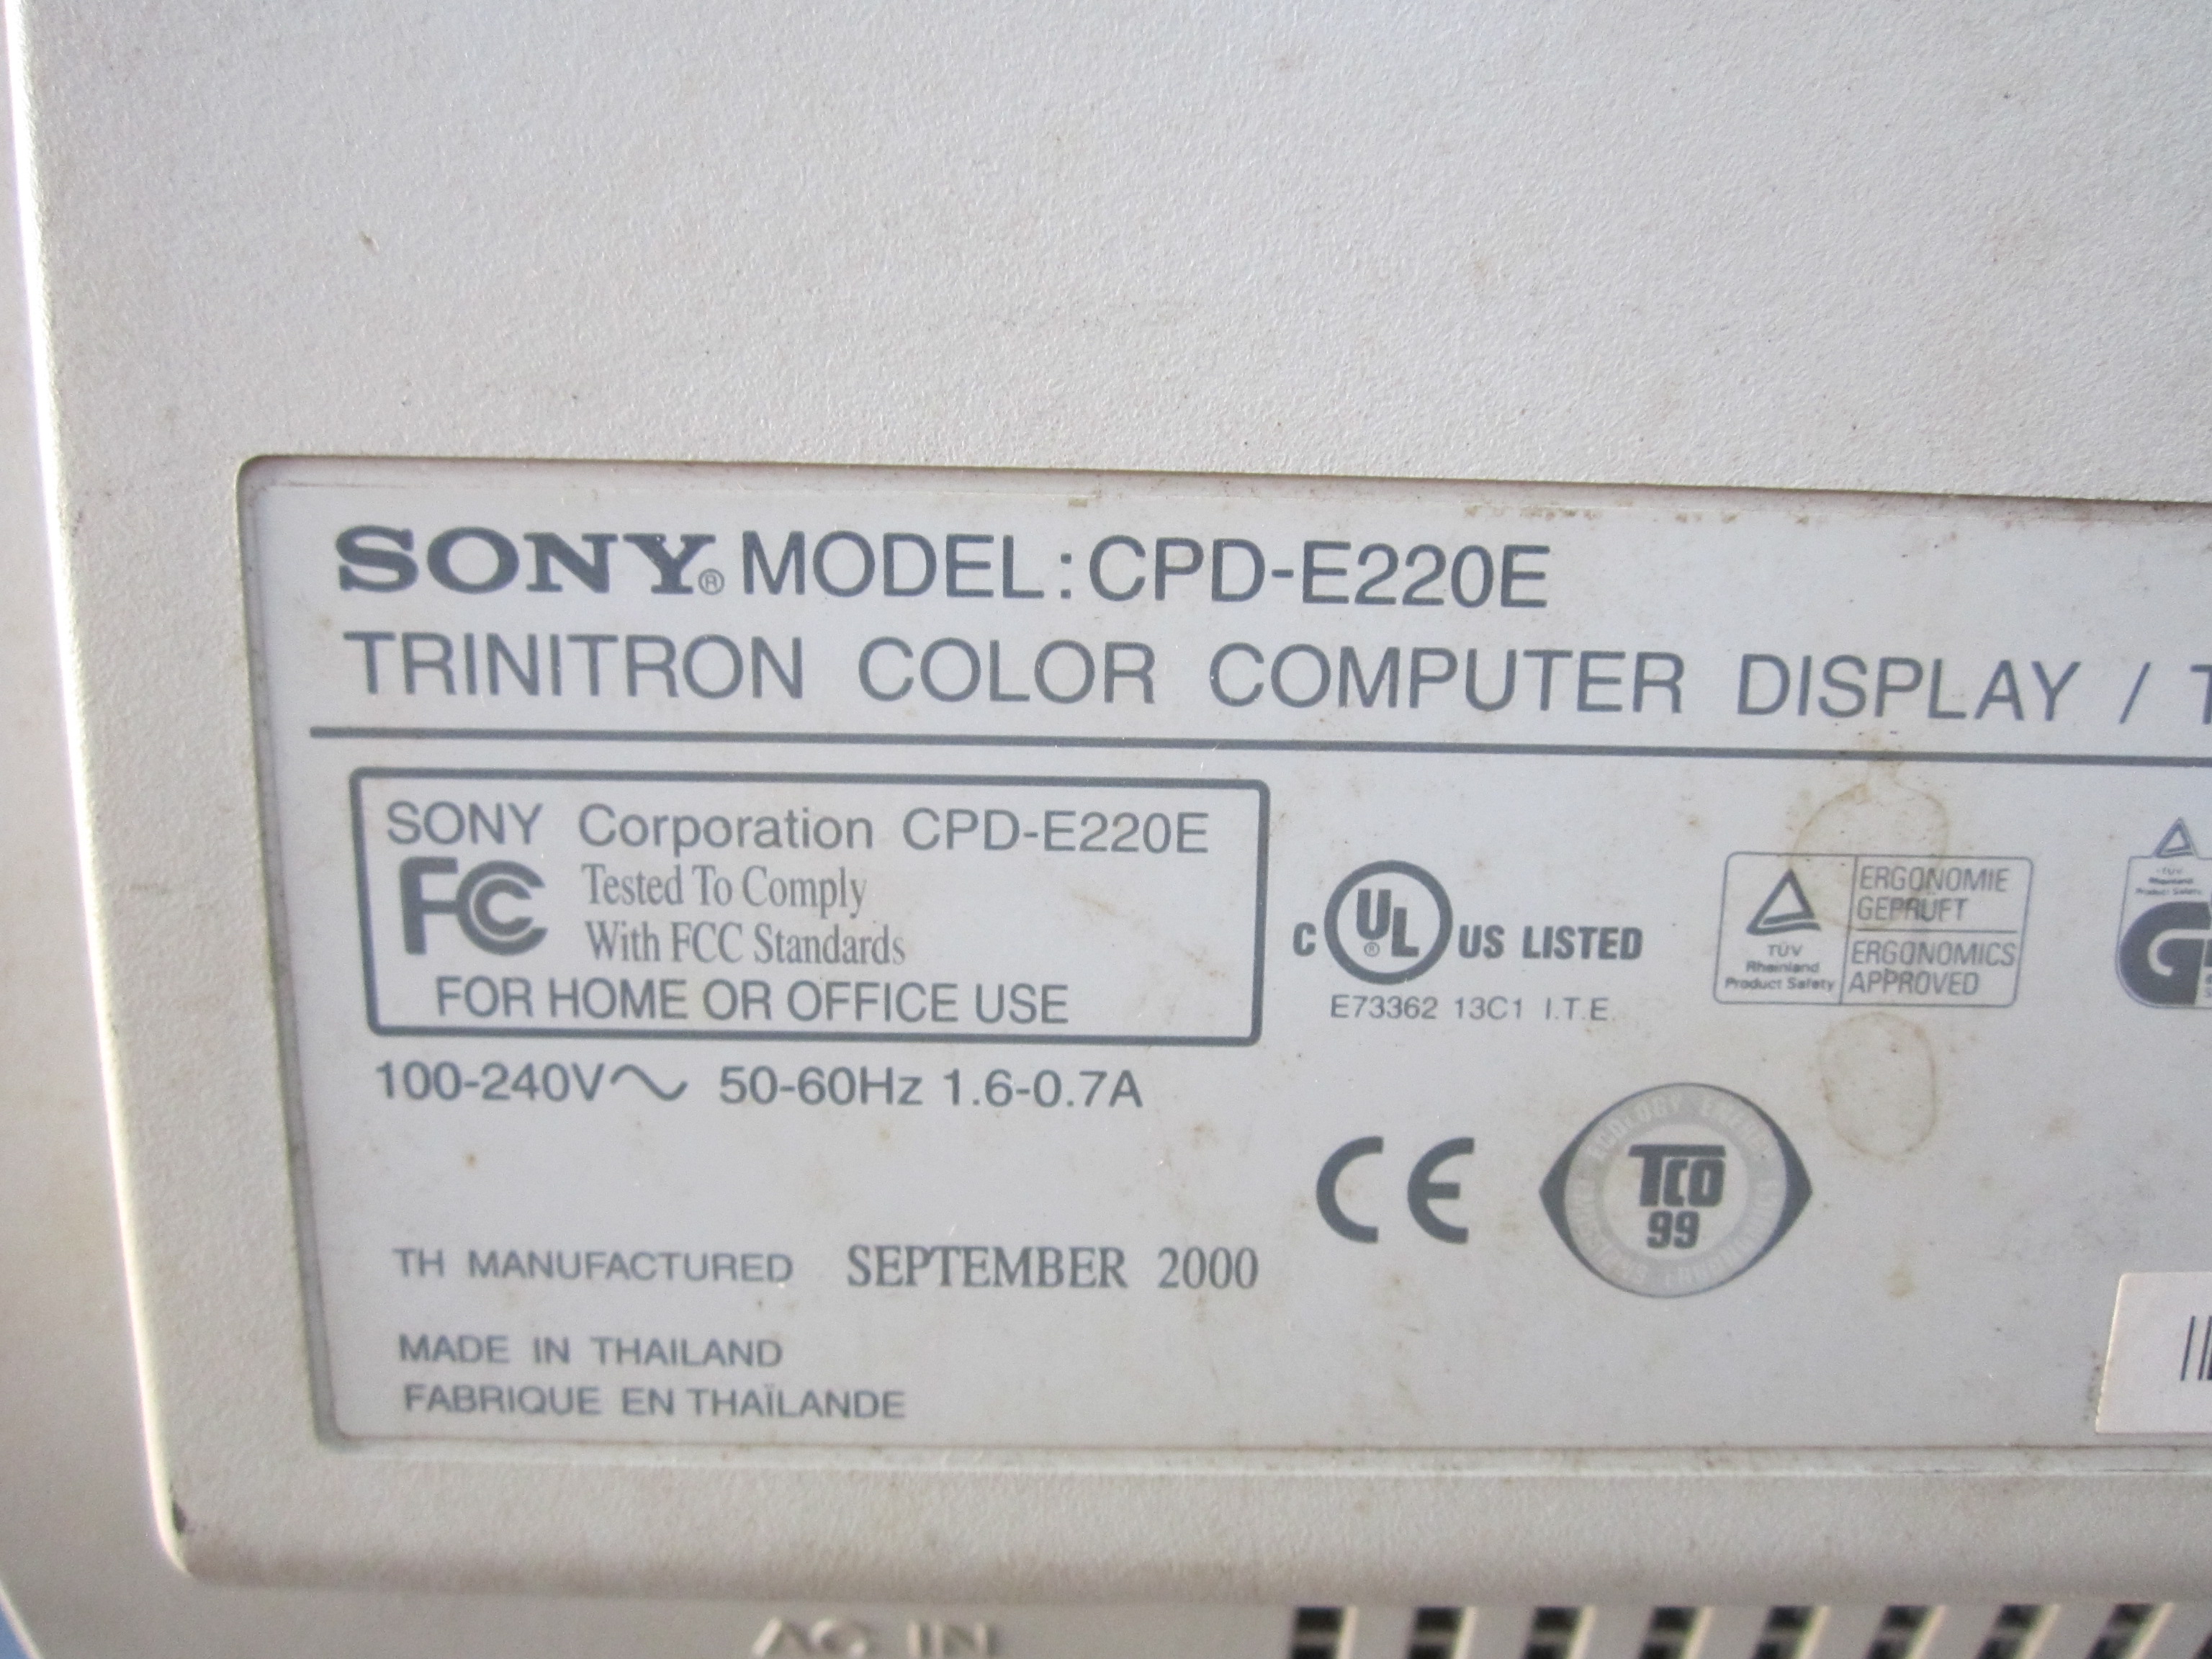 SONY® MODEL:CPD-E220E
TRINITRON COLOR COMPUTER DISPLAY / T
SONY Corporation CPD-E220E
FC Tested To Comply
With FCC Standards
FOR HOME OR OFFICE USE
C UL® US LISTED
E73362 13C1 I.T.E.
TÜV
Rheinland
Product Safety
ERGONOMIE
GEPRÜFT
ERGONOMICS
APPROVED
100-240V~ 50-60Hz 1.6-0.7A
CE
TCO
99
TH MANUFACTURED SEPTEMBER 2000
MADE IN THAILAND
FABRIQUE EN THAÏLANDE
AC IN